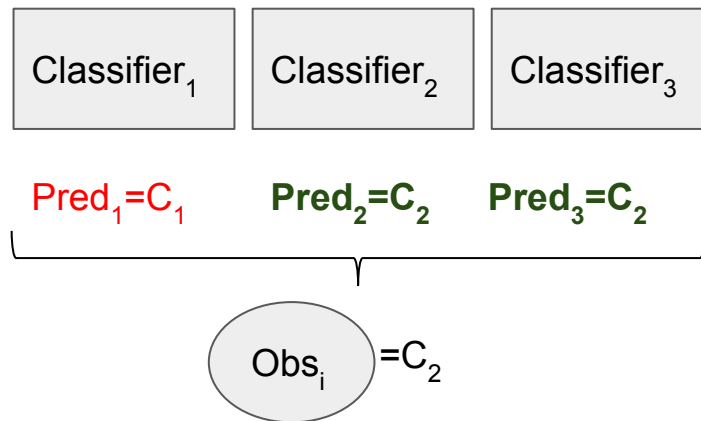 Classifier₁ Classifier₂ Classifier₃
Pred₁=C₁ Pred₂=C₂ Pred₃=C₂
Obsᵢ =C₂